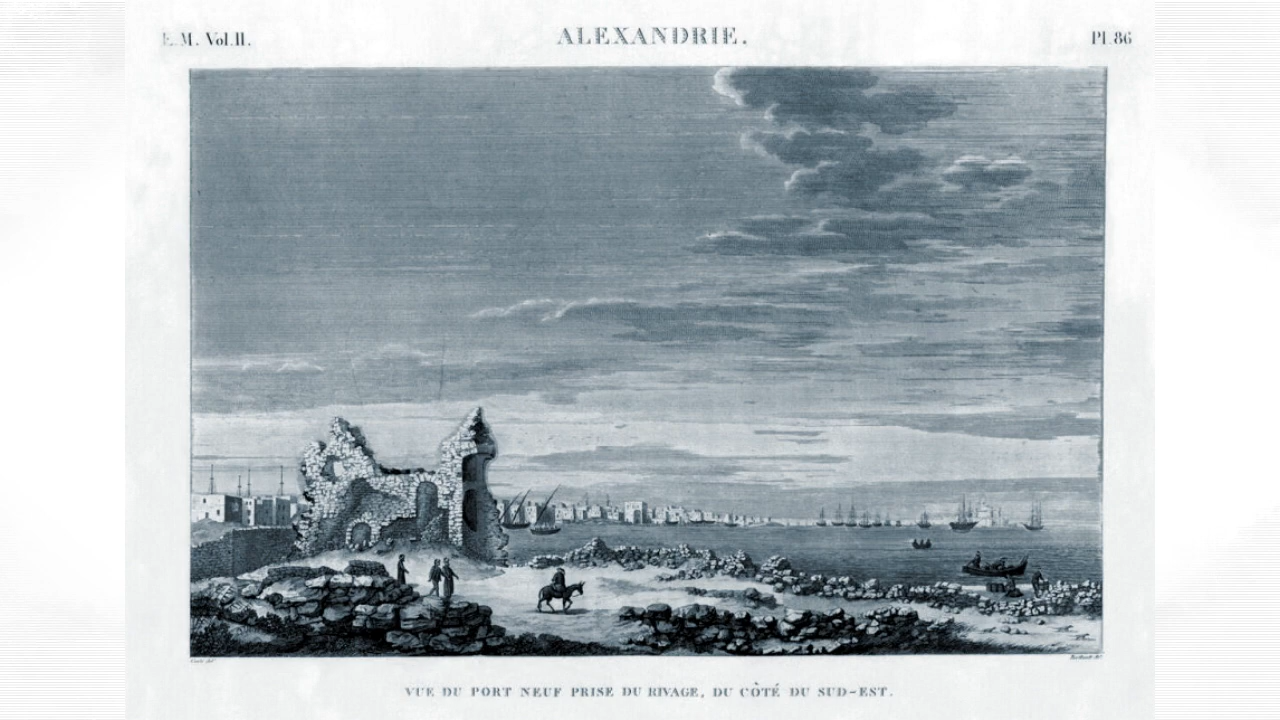 E. M. Vol. II.
ALEXANDRIE.
Pl. 86
VUE DU PORT NEUF PRISE DU RIVAGE, DU CÔTÉ DU SUD-EST.